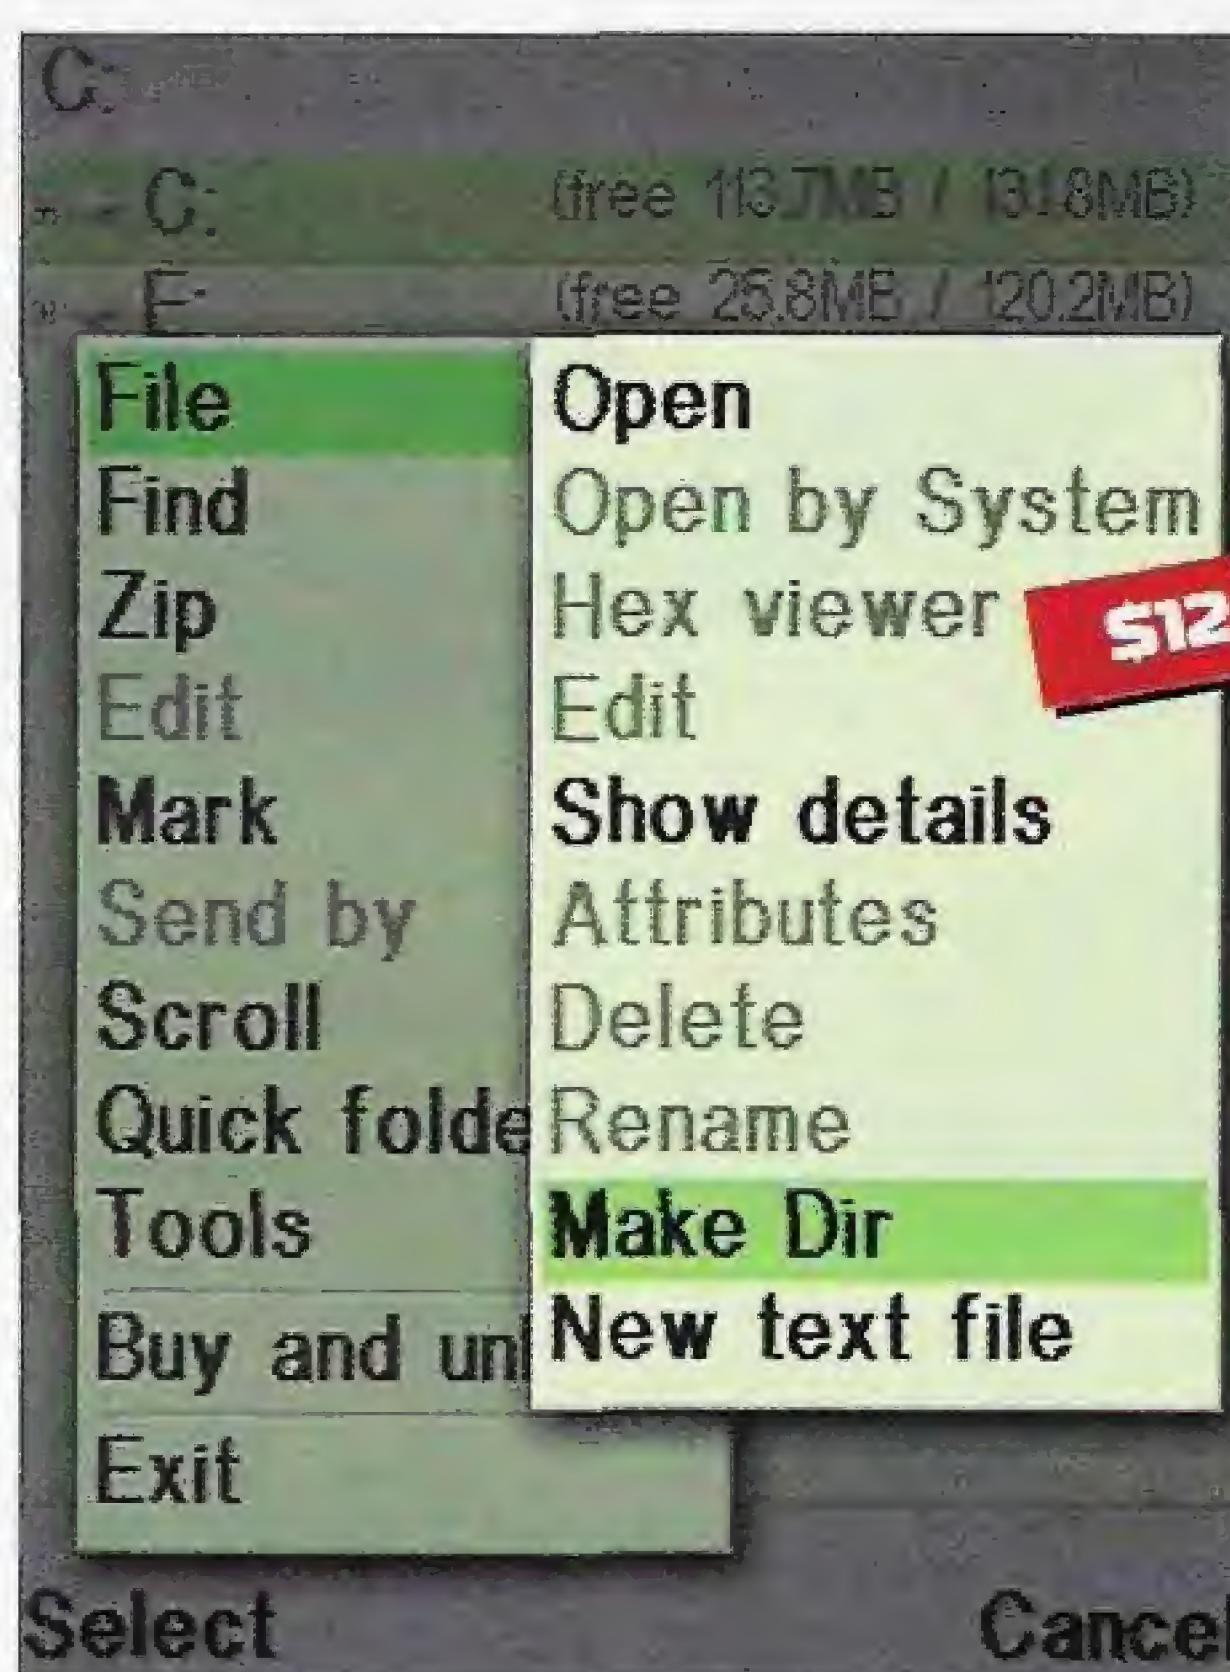 C:
C: (free 113.7MB / 131.8MB)
E: (free 25.8MB / 120.2MB)
File
Find
Zip
Edit
Mark
Send by
Scroll
Quick folde
Tools
Buy and unl
Exit
Open
Open by System
Hex viewer
Edit
Show details
Attributes
Delete
Rename
Make Dir
New text file
$12
Select
Cancel